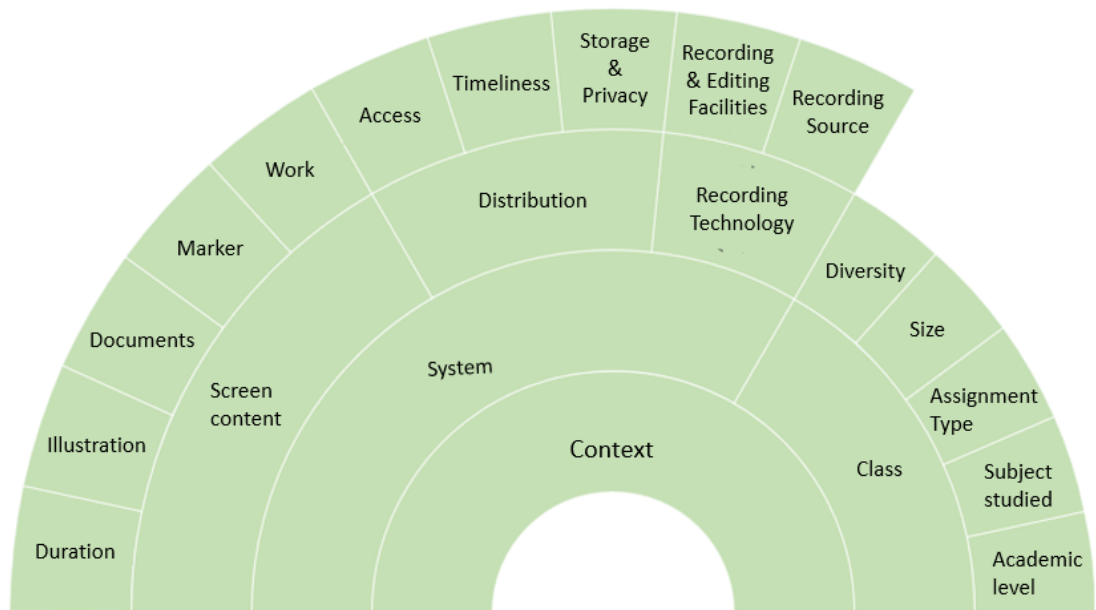 Storage
&
Privacy
Recording
& Editing
Facilities
Timeliness
Recording
Source
Access
Work
Distribution
Recording
Technology
Marker
Diversity
Documents
Size
System
Screen
content
Assignment
Type
Illustration
Context
Class
Subject
studied
Duration
Academic
level